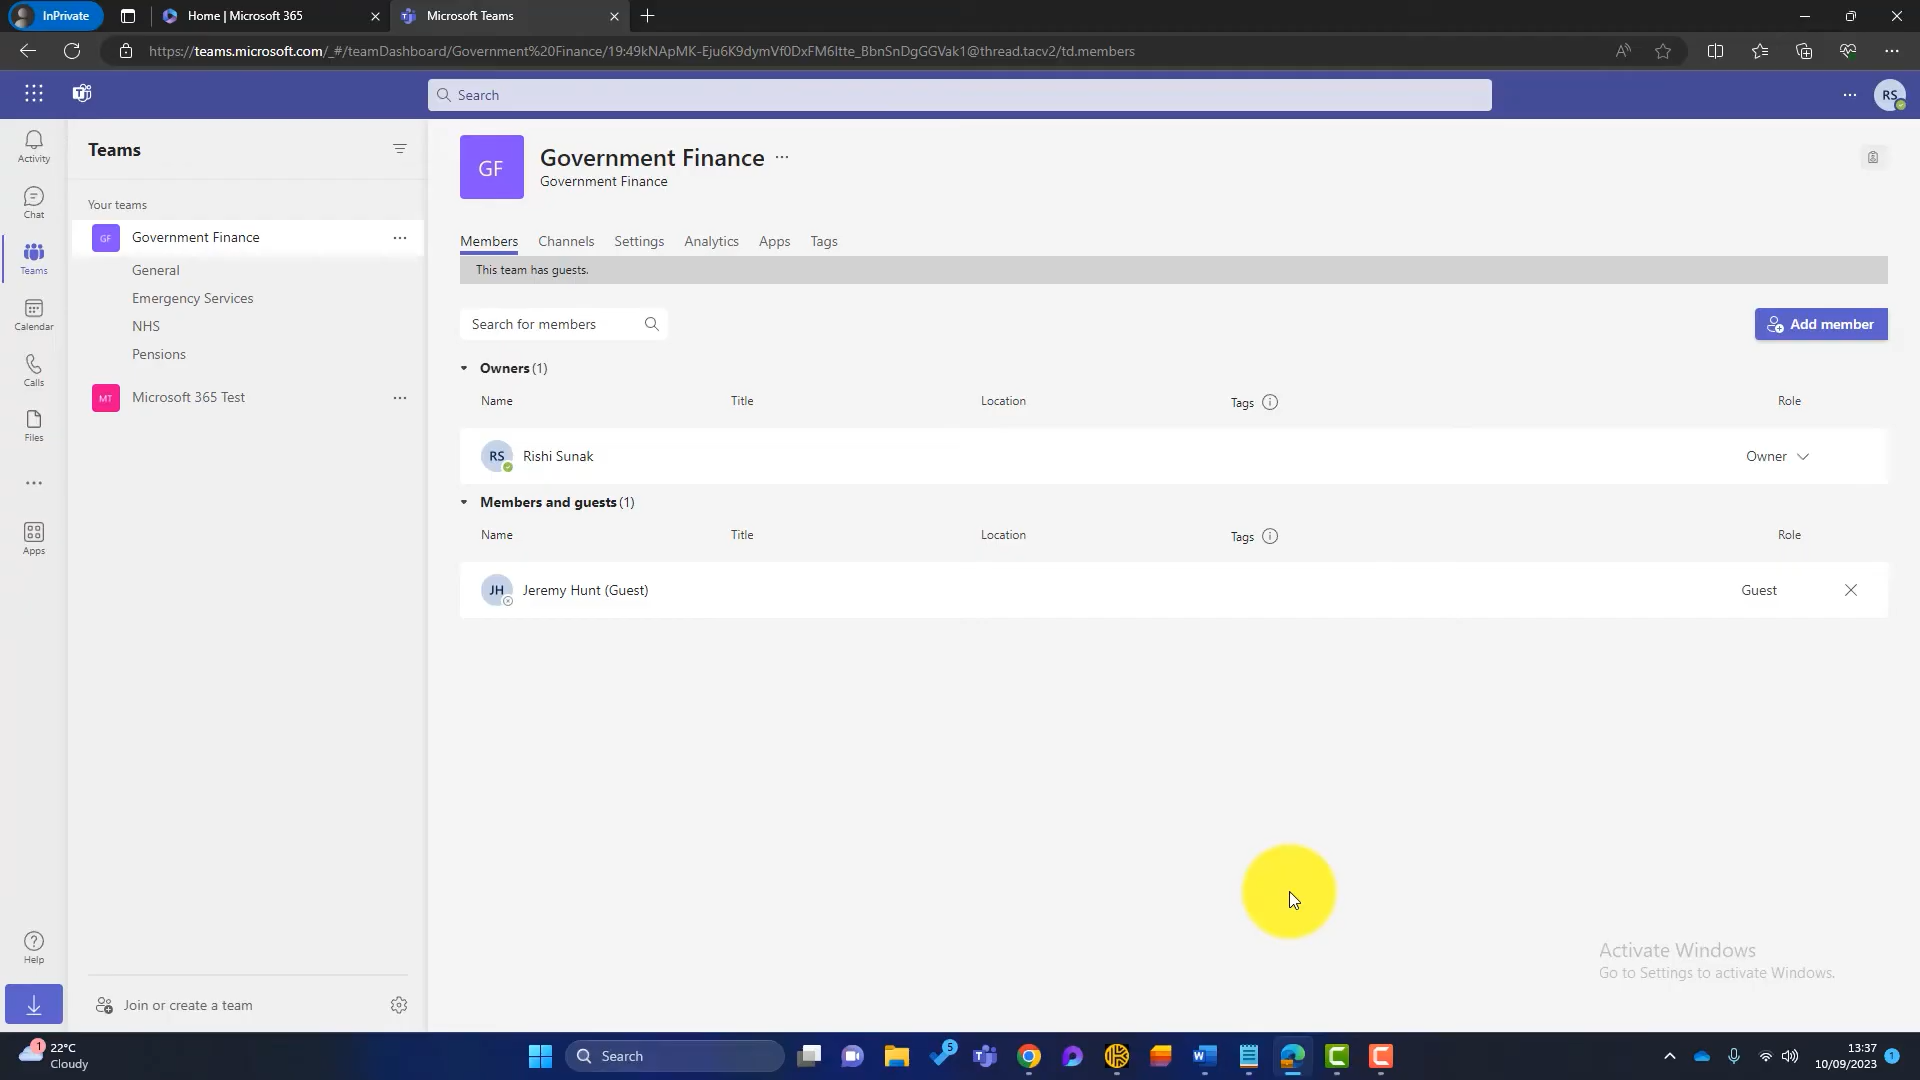 InPrivate
Home | Microsoft 365
Microsoft Teams
https://teams.microsoft.com/_#/teamDashboard/Government%20Finance/19:49kNApMK-Eju6K9dymVf0DxFM6Itte_BbnSnDgGGVak1@thread.tacv2/td.members
Search
RS
Activity
Chat
Teams
Calendar
Calls
Files
Apps
Help
Teams
Your teams
GF Government Finance
General
Emergency Services
NHS
Pensions
MT Microsoft 365 Test
Join or create a team
GF
Government Finance
Government Finance
Members Channels Settings Analytics Apps Tags
This team has guests.
Search for members
Add member
Owners (1)
Name Title Location Tags Role
RS Rishi Sunak Owner
Members and guests (1)
Name Title Location Tags Role
JH Jeremy Hunt (Guest) Guest
Activate Windows
Go to Settings to activate Windows.
1
22°C
Cloudy
Search
5
13:37
10/09/2023
1